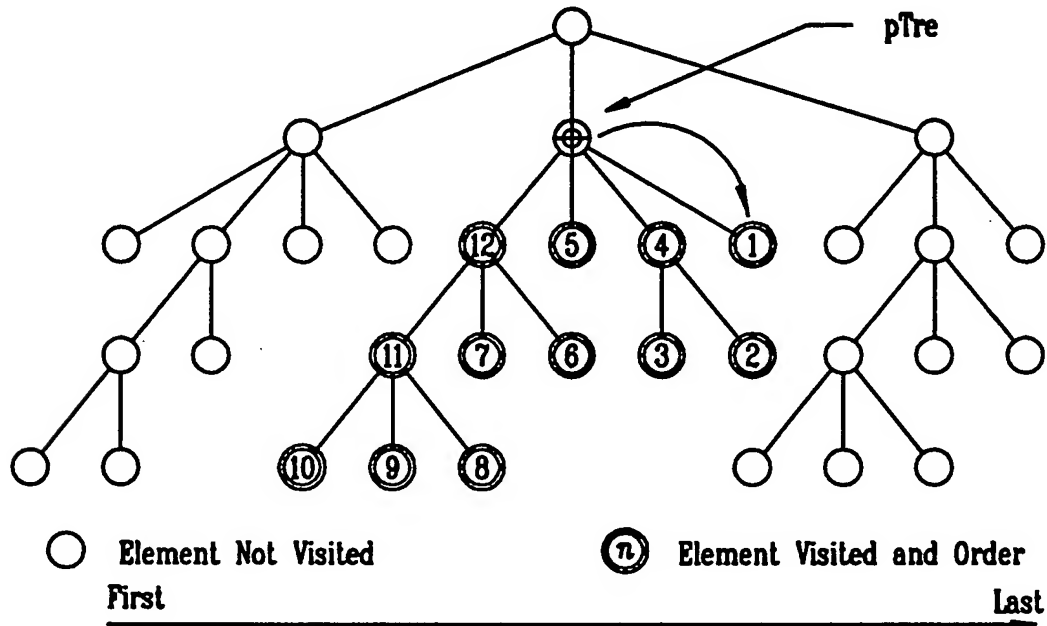 pTre
12 5 4 1
11 7 6 3 2
10 9 8
Element Not Visited
n Element Visited and Order
First Last